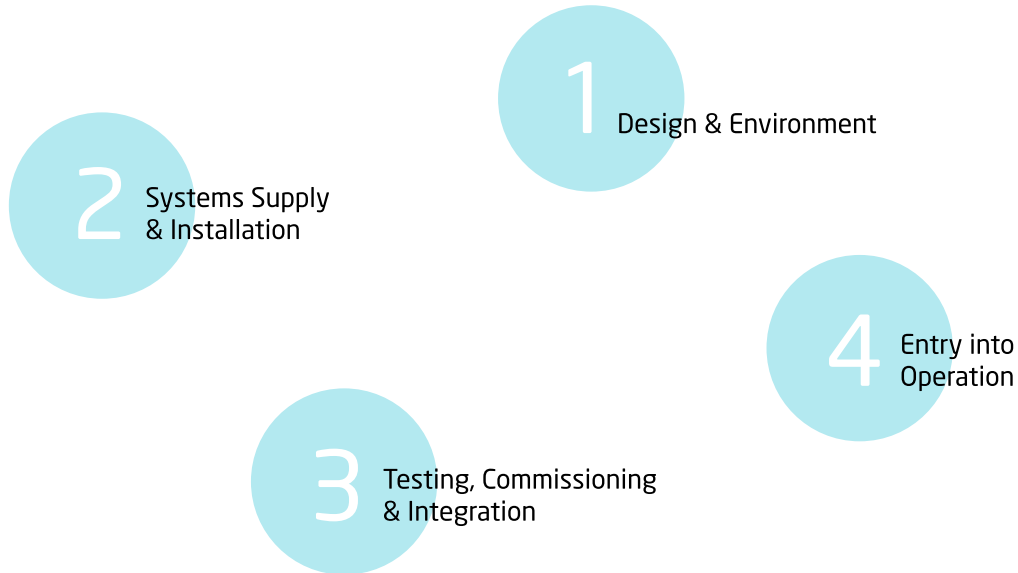 1
Design & Environment
2
Systems Supply
& Installation
3
Testing, Commissioning
& Integration
4
Entry into
Operation